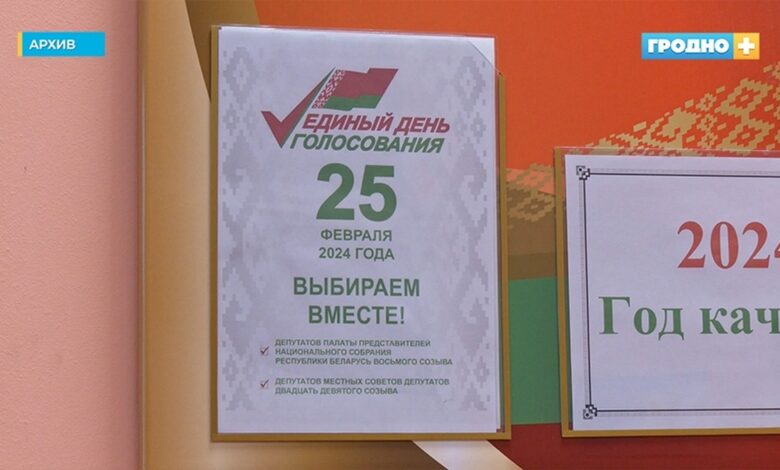 АРХИВ
ГРОДНО +
ЕДИНЫЙ ДЕНЬ
ГОЛОСОВАНИЯ
25
ФЕВРАЛЯ
2024 ГОДА
ВЫБИРАЕМ
ВМЕСТЕ!
ДЕПУТАТОВ ПАЛАТЫ ПРЕДСТАВИТЕЛЕЙ
НАЦИОНАЛЬНОГО СОБРАНИЯ
РЕСПУБЛИКИ БЕЛАРУСЬ ВОСЬМОГО СОЗЫВА
ДЕПУТАТОВ МЕСТНЫХ СОВЕТОВ ДЕПУТАТОВ
ДВАДЦАТЬ ДЕВЯТОГО СОЗЫВА
2024
Год кач